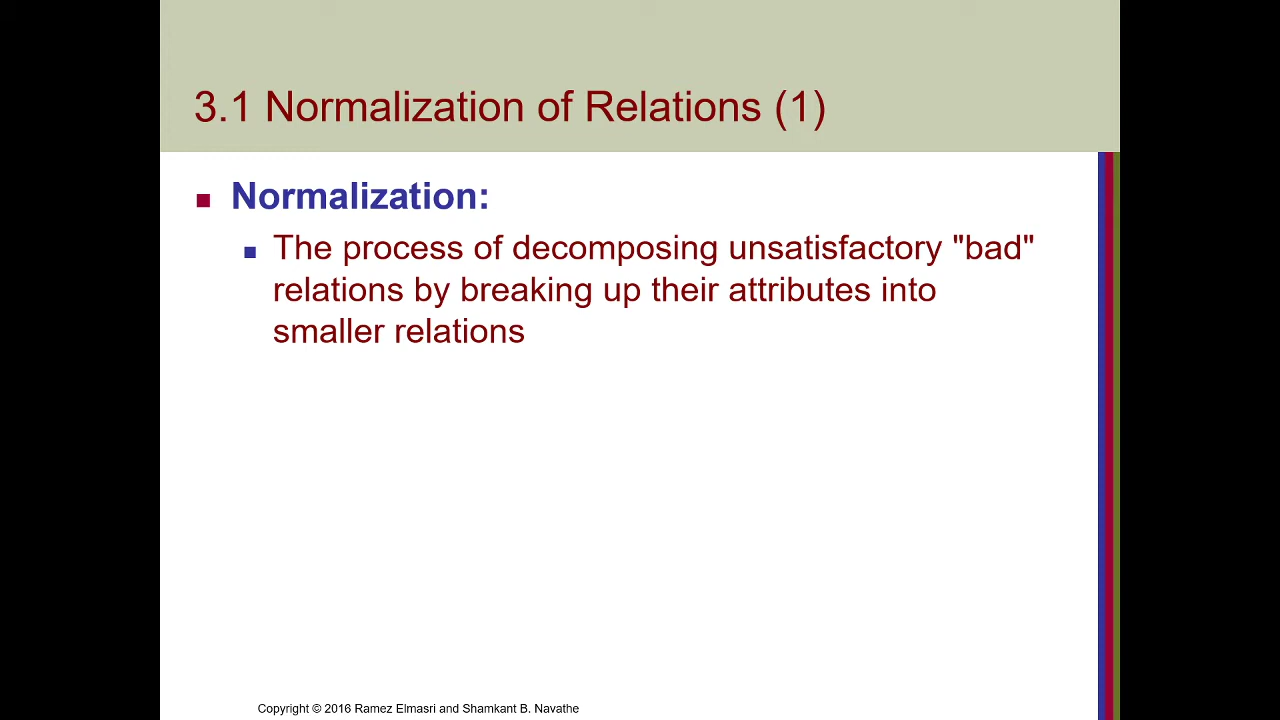 3.1 Normalization of Relations (1)
Normalization:
The process of decomposing unsatisfactory "bad"
relations by breaking up their attributes into
smaller relations
Copyright © 2016 Ramez Elmasri and Shamkant B. Navathe